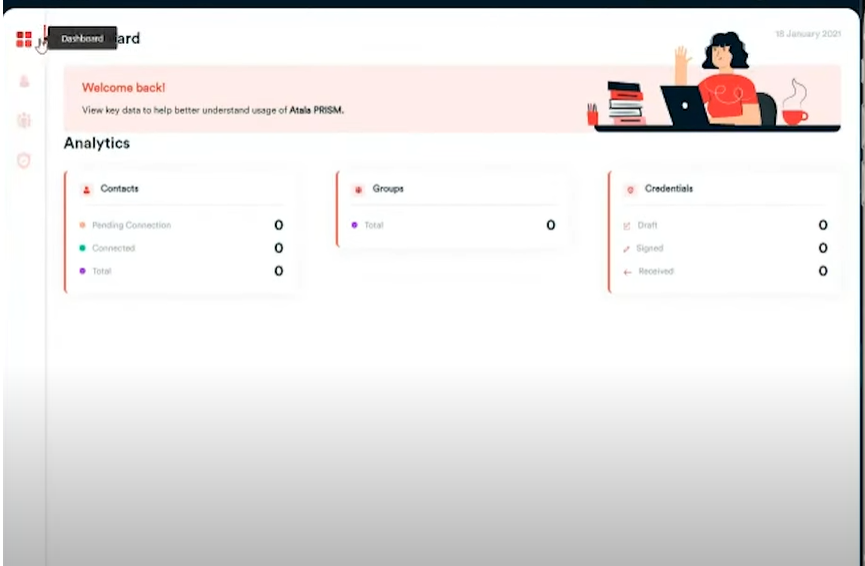 Dashboard
ard
18 January 2021
Welcome back!
View key data to help better understand usage of Atala PRISM.
Analytics
Contacts
Pending Connection 0
Connected 0
Total 0
Groups
Total 0
Credentials
Draft 0
Signed 0
Received 0